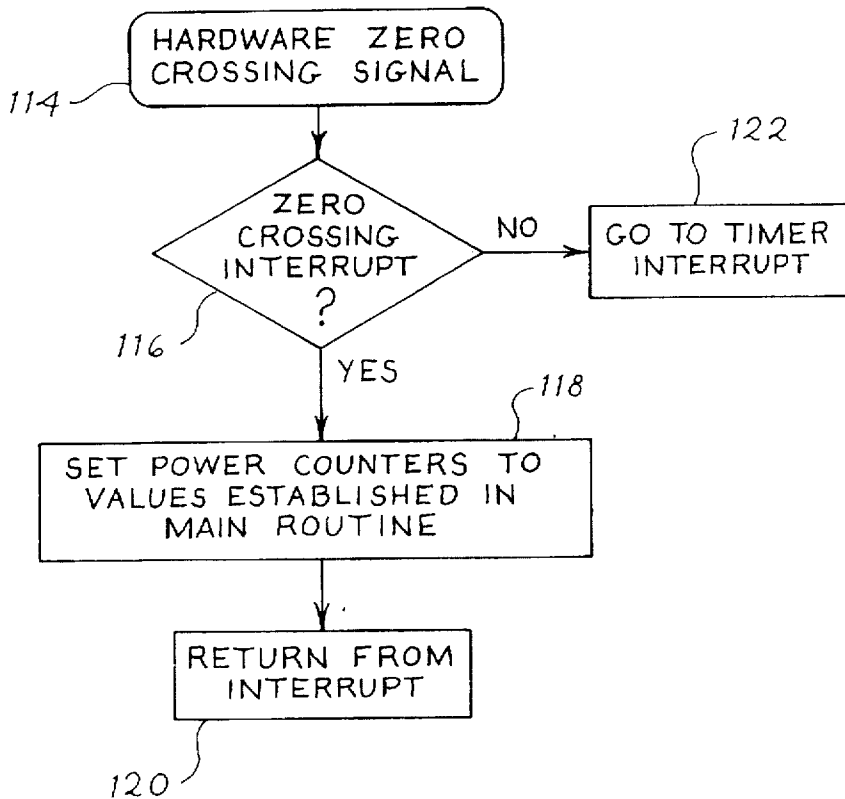 HARDWARE ZERO
CROSSING SIGNAL
114
122
ZERO
CROSSING
INTERRUPT
?
NO
GO TO TIMER
INTERRUPT
116
YES
118
SET POWER COUNTERS TO
VALUES ESTABLISHED IN
MAIN ROUTINE
RETURN FROM
INTERRUPT
120